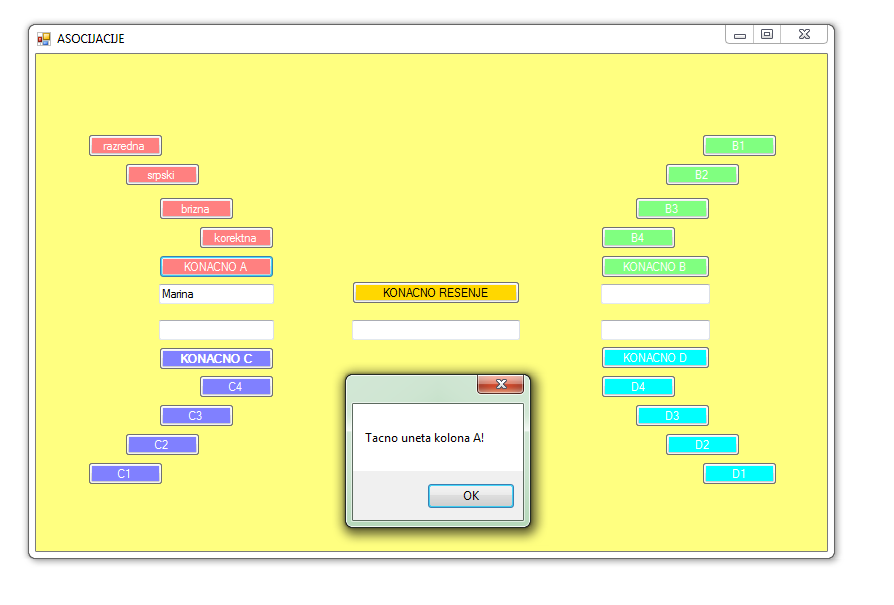 ASOCIJACIJE
razredna
B1
srpski
B2
brizna
B3
korektna
B4
KONACNO A
KONACNO B
Marina
KONACNO RESENJE
KONACNO C
KONACNO D
C4
D4
C3
D3
C2
D2
C1
D1
Tacno uneta kolona A!
OK